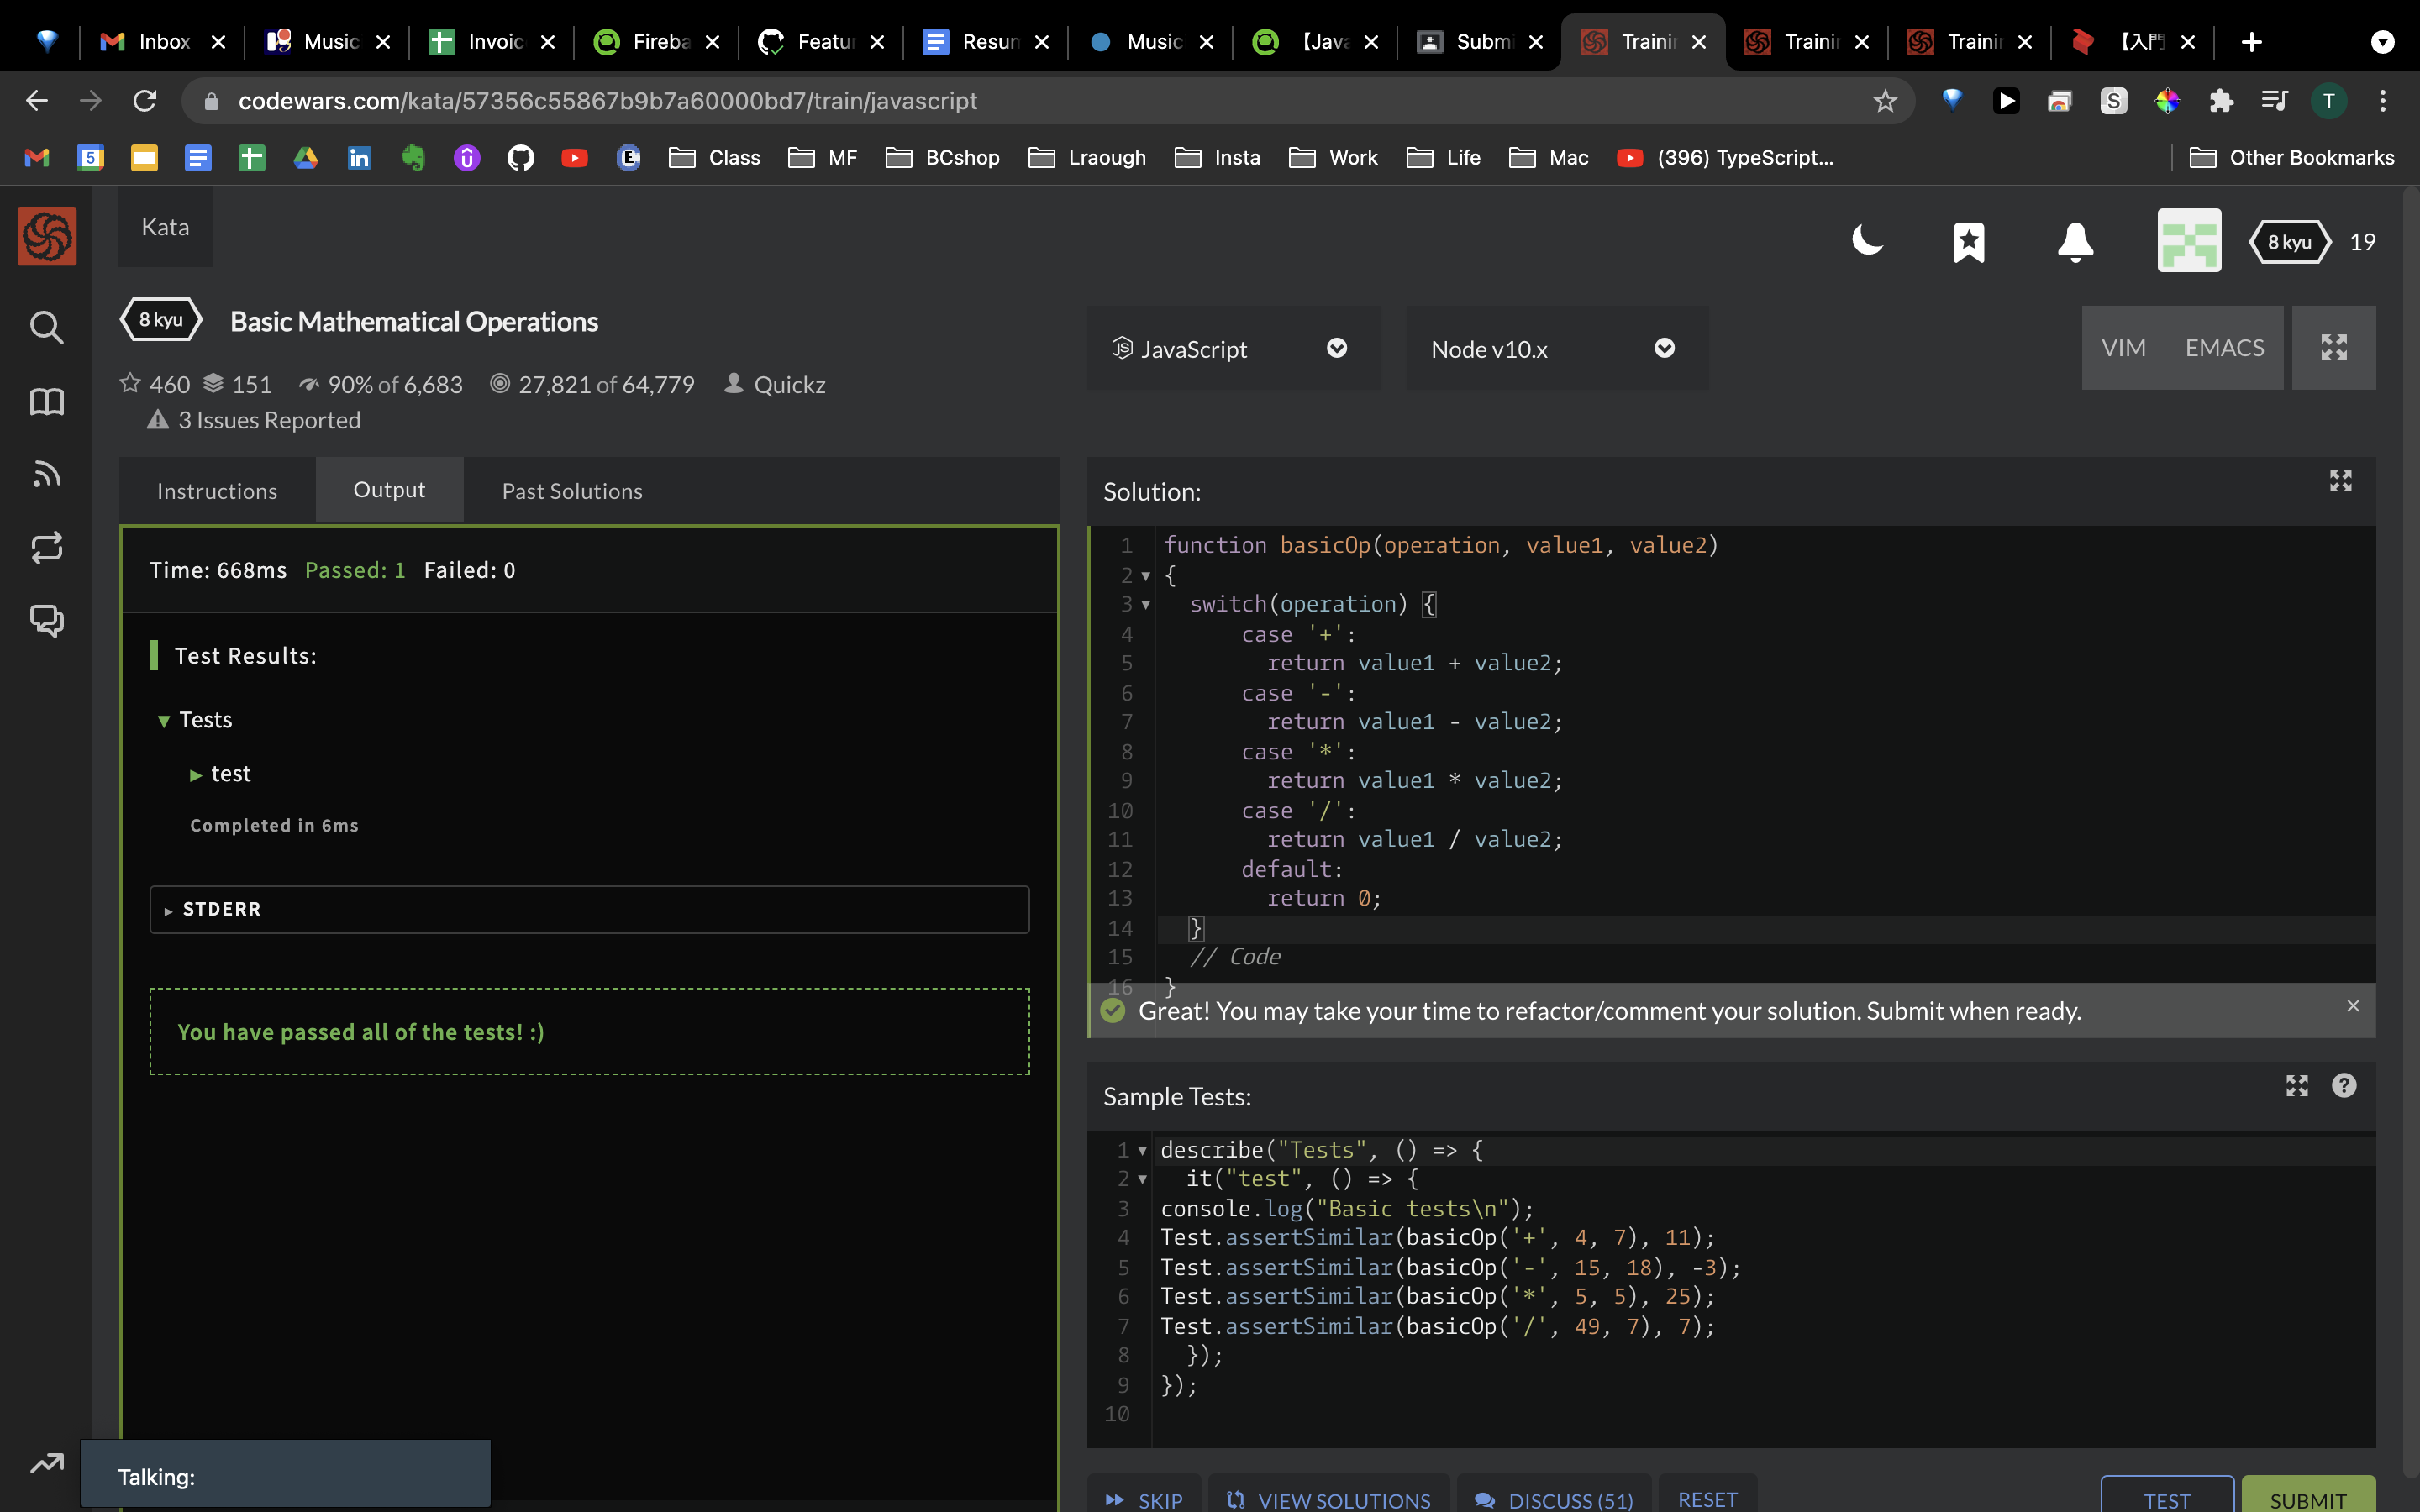 Inbox Music Invoic Fireba Featur Resum Music 【Java Submi Trainin Trainin Trainin 【入門
codewars.com/kata/57356c55867b9b7a60000bd7/train/javascript
T
5 Class MF BCshop Lraough Insta Work Life Mac (396) TypeScript... Other Bookmarks
Kata
8 kyu 19
8 kyu Basic Mathematical Operations
460 151 90% of 6,683 27,821 of 64,779 Quickz
3 Issues Reported
JavaScript Node v10.x VIM EMACS
Instructions Output Past Solutions
Time: 668ms Passed: 1 Failed: 0
Test Results:
Tests
test
Completed in 6ms
STDERR
You have passed all of the tests! :)
Solution:
1 function basicOp(operation, value1, value2)
2 {
3 switch(operation) {
4 case '+':
5 return value1 + value2;
6 case '-':
7 return value1 - value2;
8 case '*':
9 return value1 * value2;
10 case '/':
11 return value1 / value2;
12 default:
13 return 0;
14 }
15 // Code
16 }
Great! You may take your time to refactor/comment your solution. Submit when ready.
Sample Tests:
1 describe("Tests", () => {
2 it("test", () => {
3 console.log("Basic tests\n");
4 Test.assertSimilar(basicOp('+', 4, 7), 11);
5 Test.assertSimilar(basicOp('-', 15, 18), -3);
6 Test.assertSimilar(basicOp('*', 5, 5), 25);
7 Test.assertSimilar(basicOp('/', 49, 7), 7);
8 });
9 });
10
Talking:
SKIP VIEW SOLUTIONS DISCUSS (51) RESET TEST SUBMIT